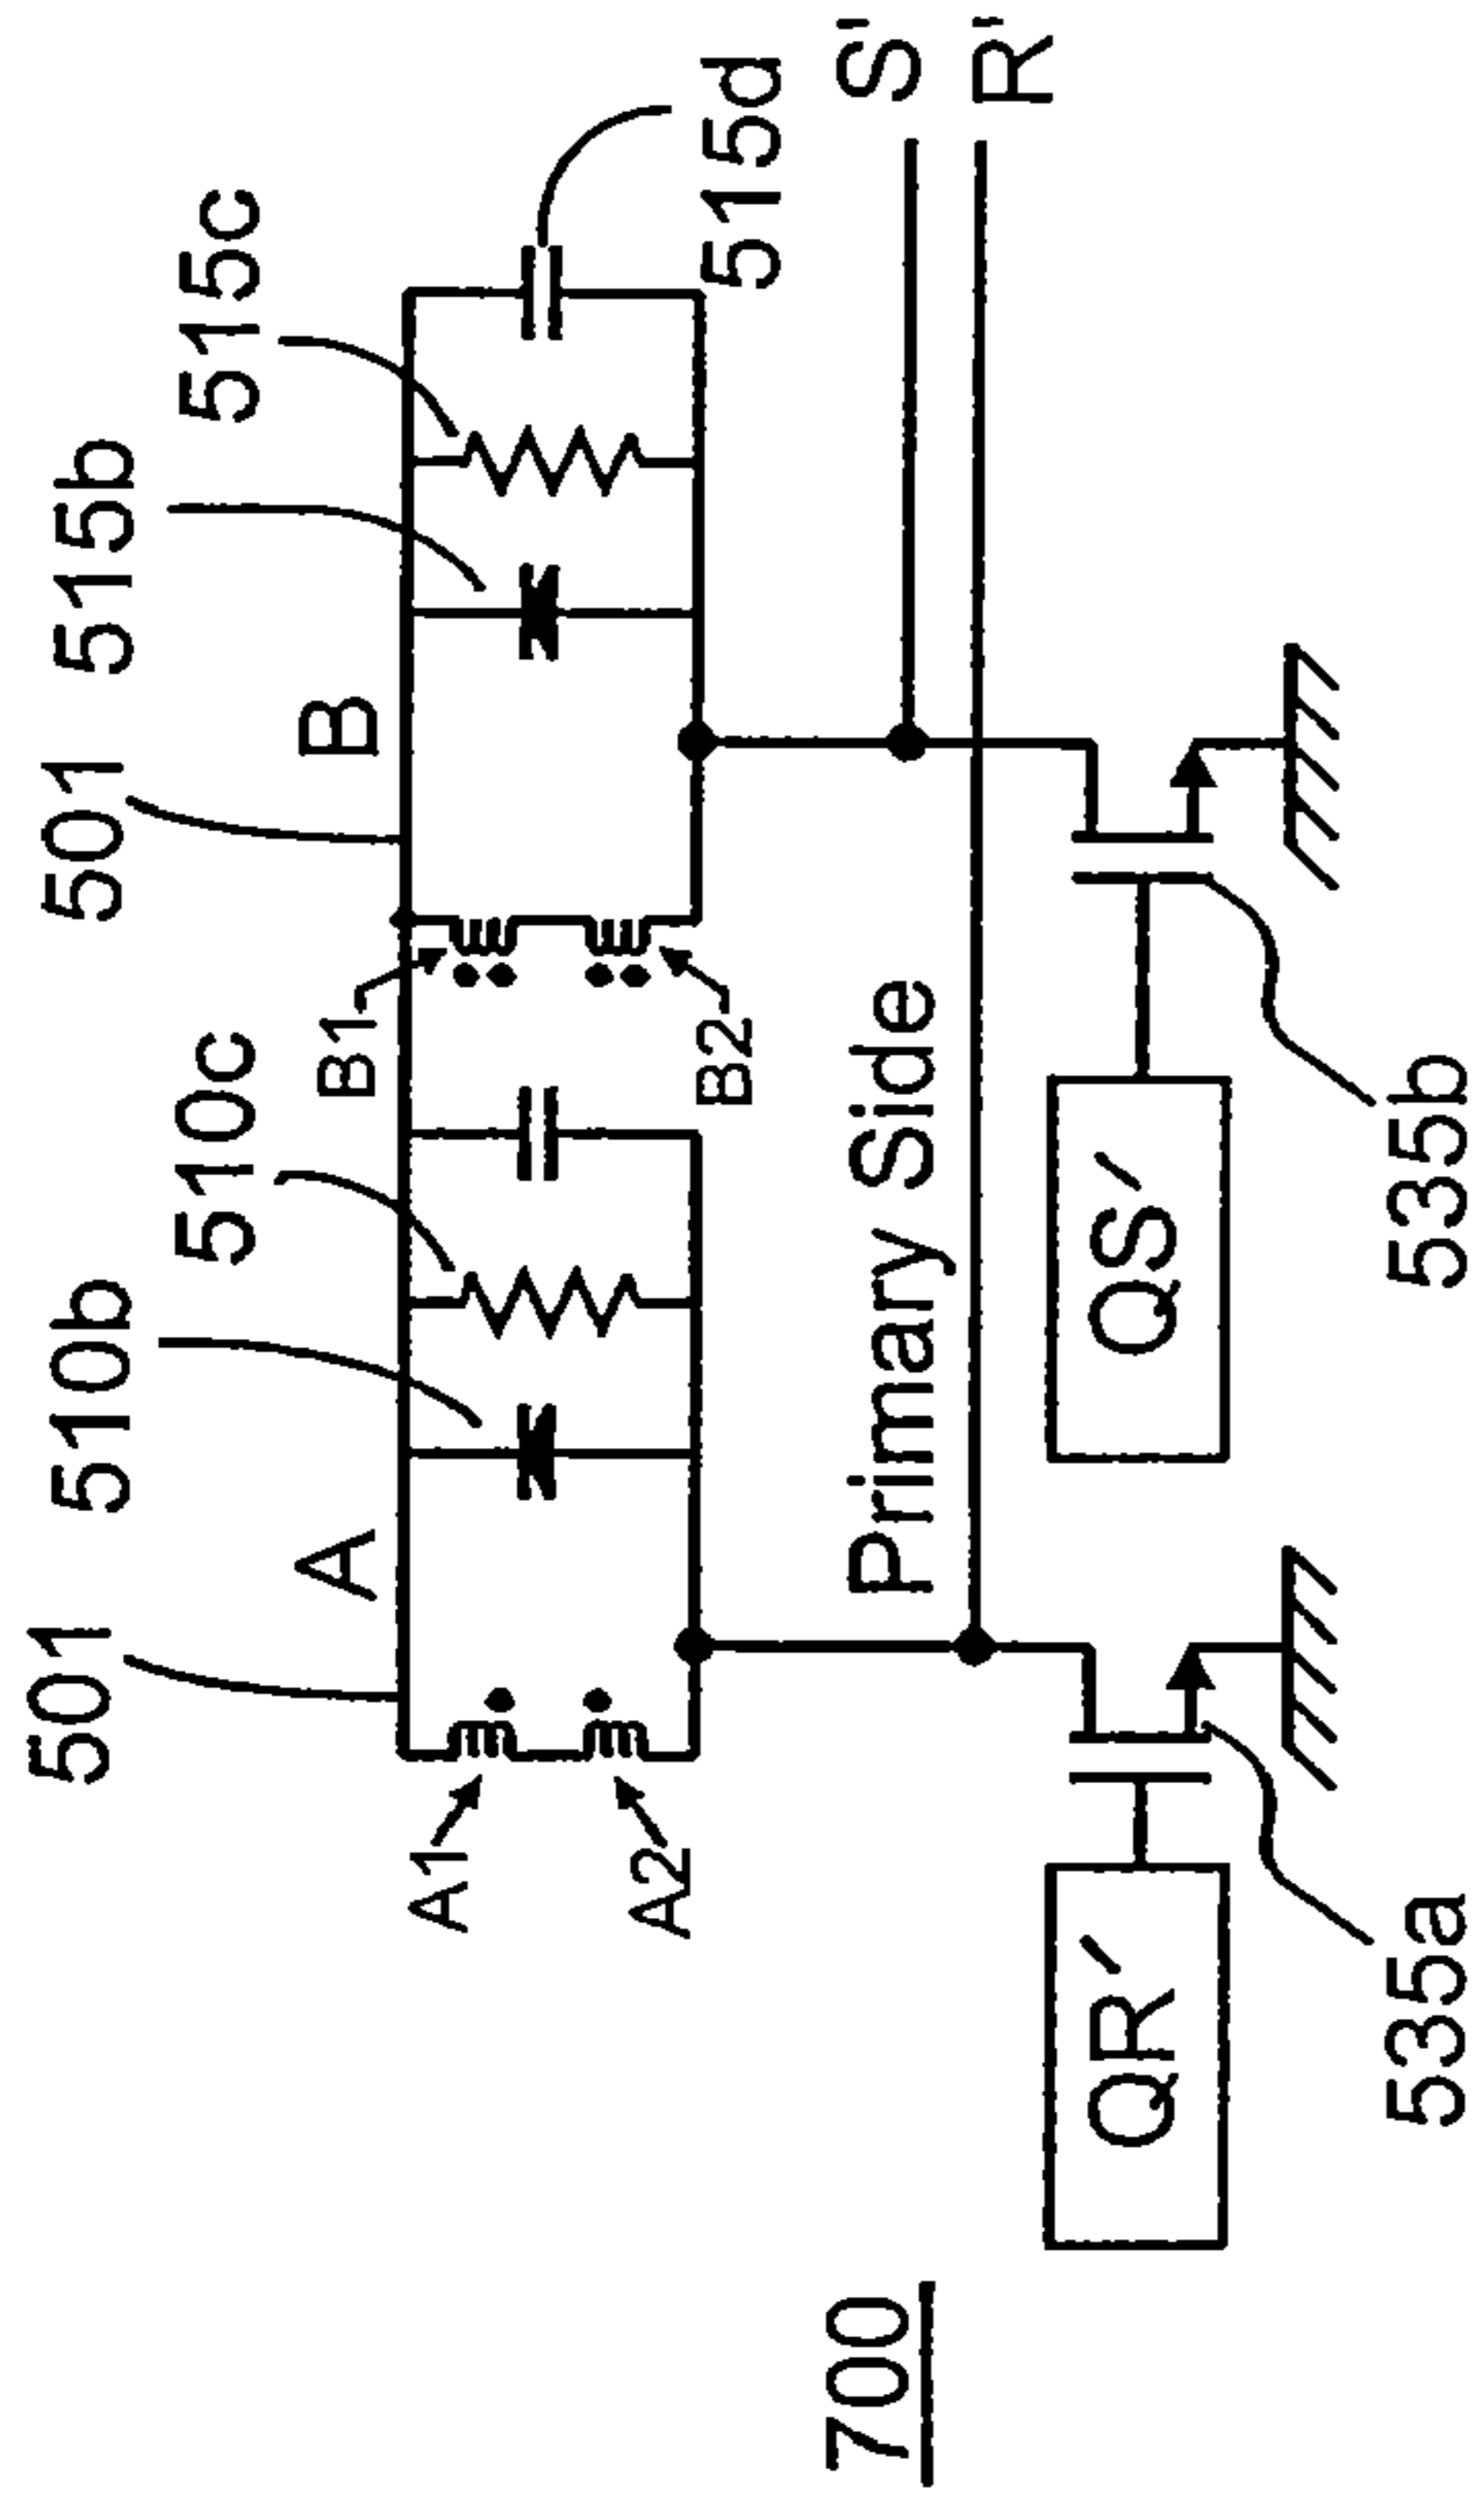 501
510b
510c
501
515b
515c
A
B
B1
A1
A2
B2
515d
S'
R'
Primary Side
700
QR′
QS′
535a
535b